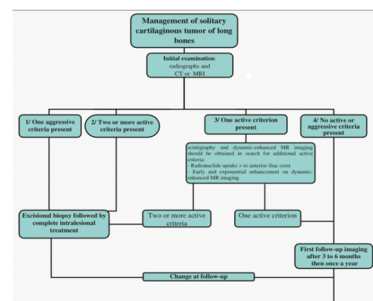 Management of solitary
cartilaginous tumor of long
bones
Initial examination:
radiographs and
CT or MRI
1/ One aggressive
criteria present
2/ Two or more active
criteria present
3/ One active criterion
present
4/ No active or
aggressive criteria
present
scintigraphy and dynamic-enhanced MR imaging
should be obtained in search for additional active
criteria:
- Radionuclide uptake > to anterior iliac crest
- Early and exponential enhancement on dynamic-
enhanced MR imaging
Excisional biopsy followed by
complete intralesional
treatment
Two or more active
criteria
One active criterion
First follow-up imaging
after 3 to 6 months
then once a year
Change at follow-up